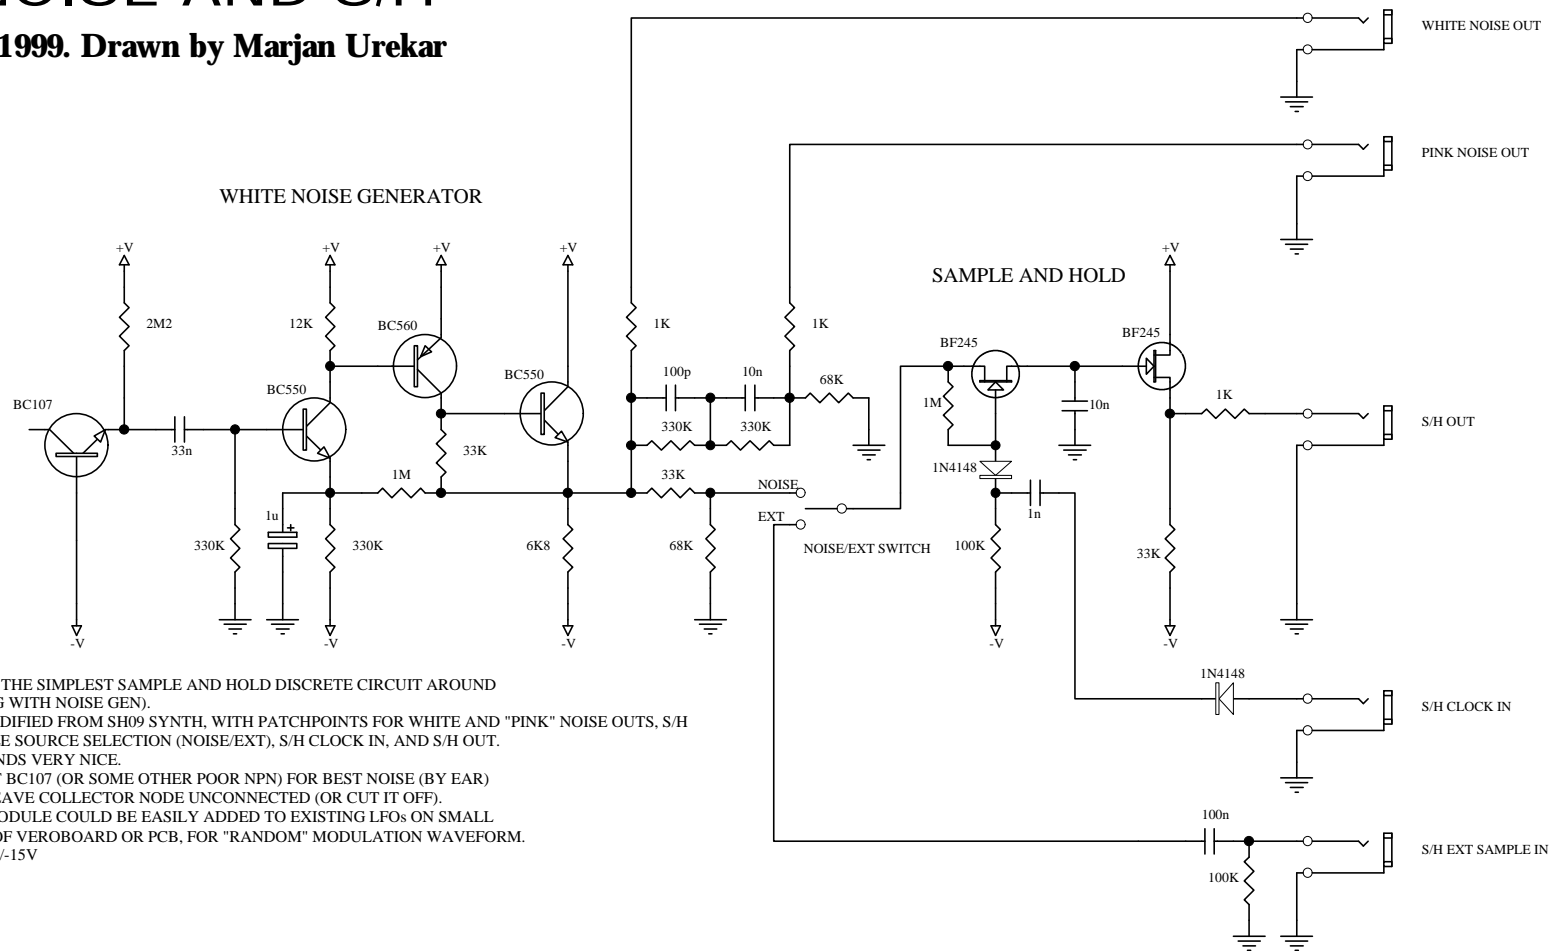 NOISE AND S/H
1999. Drawn by Marjan Urekar
WHITE NOISE OUT
PINK NOISE OUT
WHITE NOISE GENERATOR
SAMPLE AND HOLD
+V
+V
+V
+V
+V
2M2
12K
BC560
1K
1K
BF245
BF245
BC107
BC550
BC550
100p
10n
68K
1M
10n
1K
S/H OUT
33n
330K
330K
33K
1M
33K
1N4148
NOISE
EXT
NOISE/EXT SWITCH
1u
+
1n
330K
330K
6K8
68K
100K
33K
-V
-V
-V
-V
-V
THE SIMPLEST SAMPLE AND HOLD DISCRETE CIRCUIT AROUND
WITH NOISE GEN).
DIFIED FROM SH09 SYNTH, WITH PATCHPOINTS FOR WHITE AND "PINK" NOISE OUTS, S/H
E SOURCE SELECTION (NOISE/EXT), S/H CLOCK IN, AND S/H OUT.
NDS VERY NICE.
BC107 (OR SOME OTHER POOR NPN) FOR BEST NOISE (BY EAR)
EAVE COLLECTOR NODE UNCONNECTED (OR CUT IT OFF).
ODULE COULD BE EASILY ADDED TO EXISTING LFOs ON SMALL
OF VEROBOARD OR PCB, FOR "RANDOM" MODULATION WAVEFORM.
/-15V
1N4148
S/H CLOCK IN
100n
100K
S/H EXT SAMPLE IN